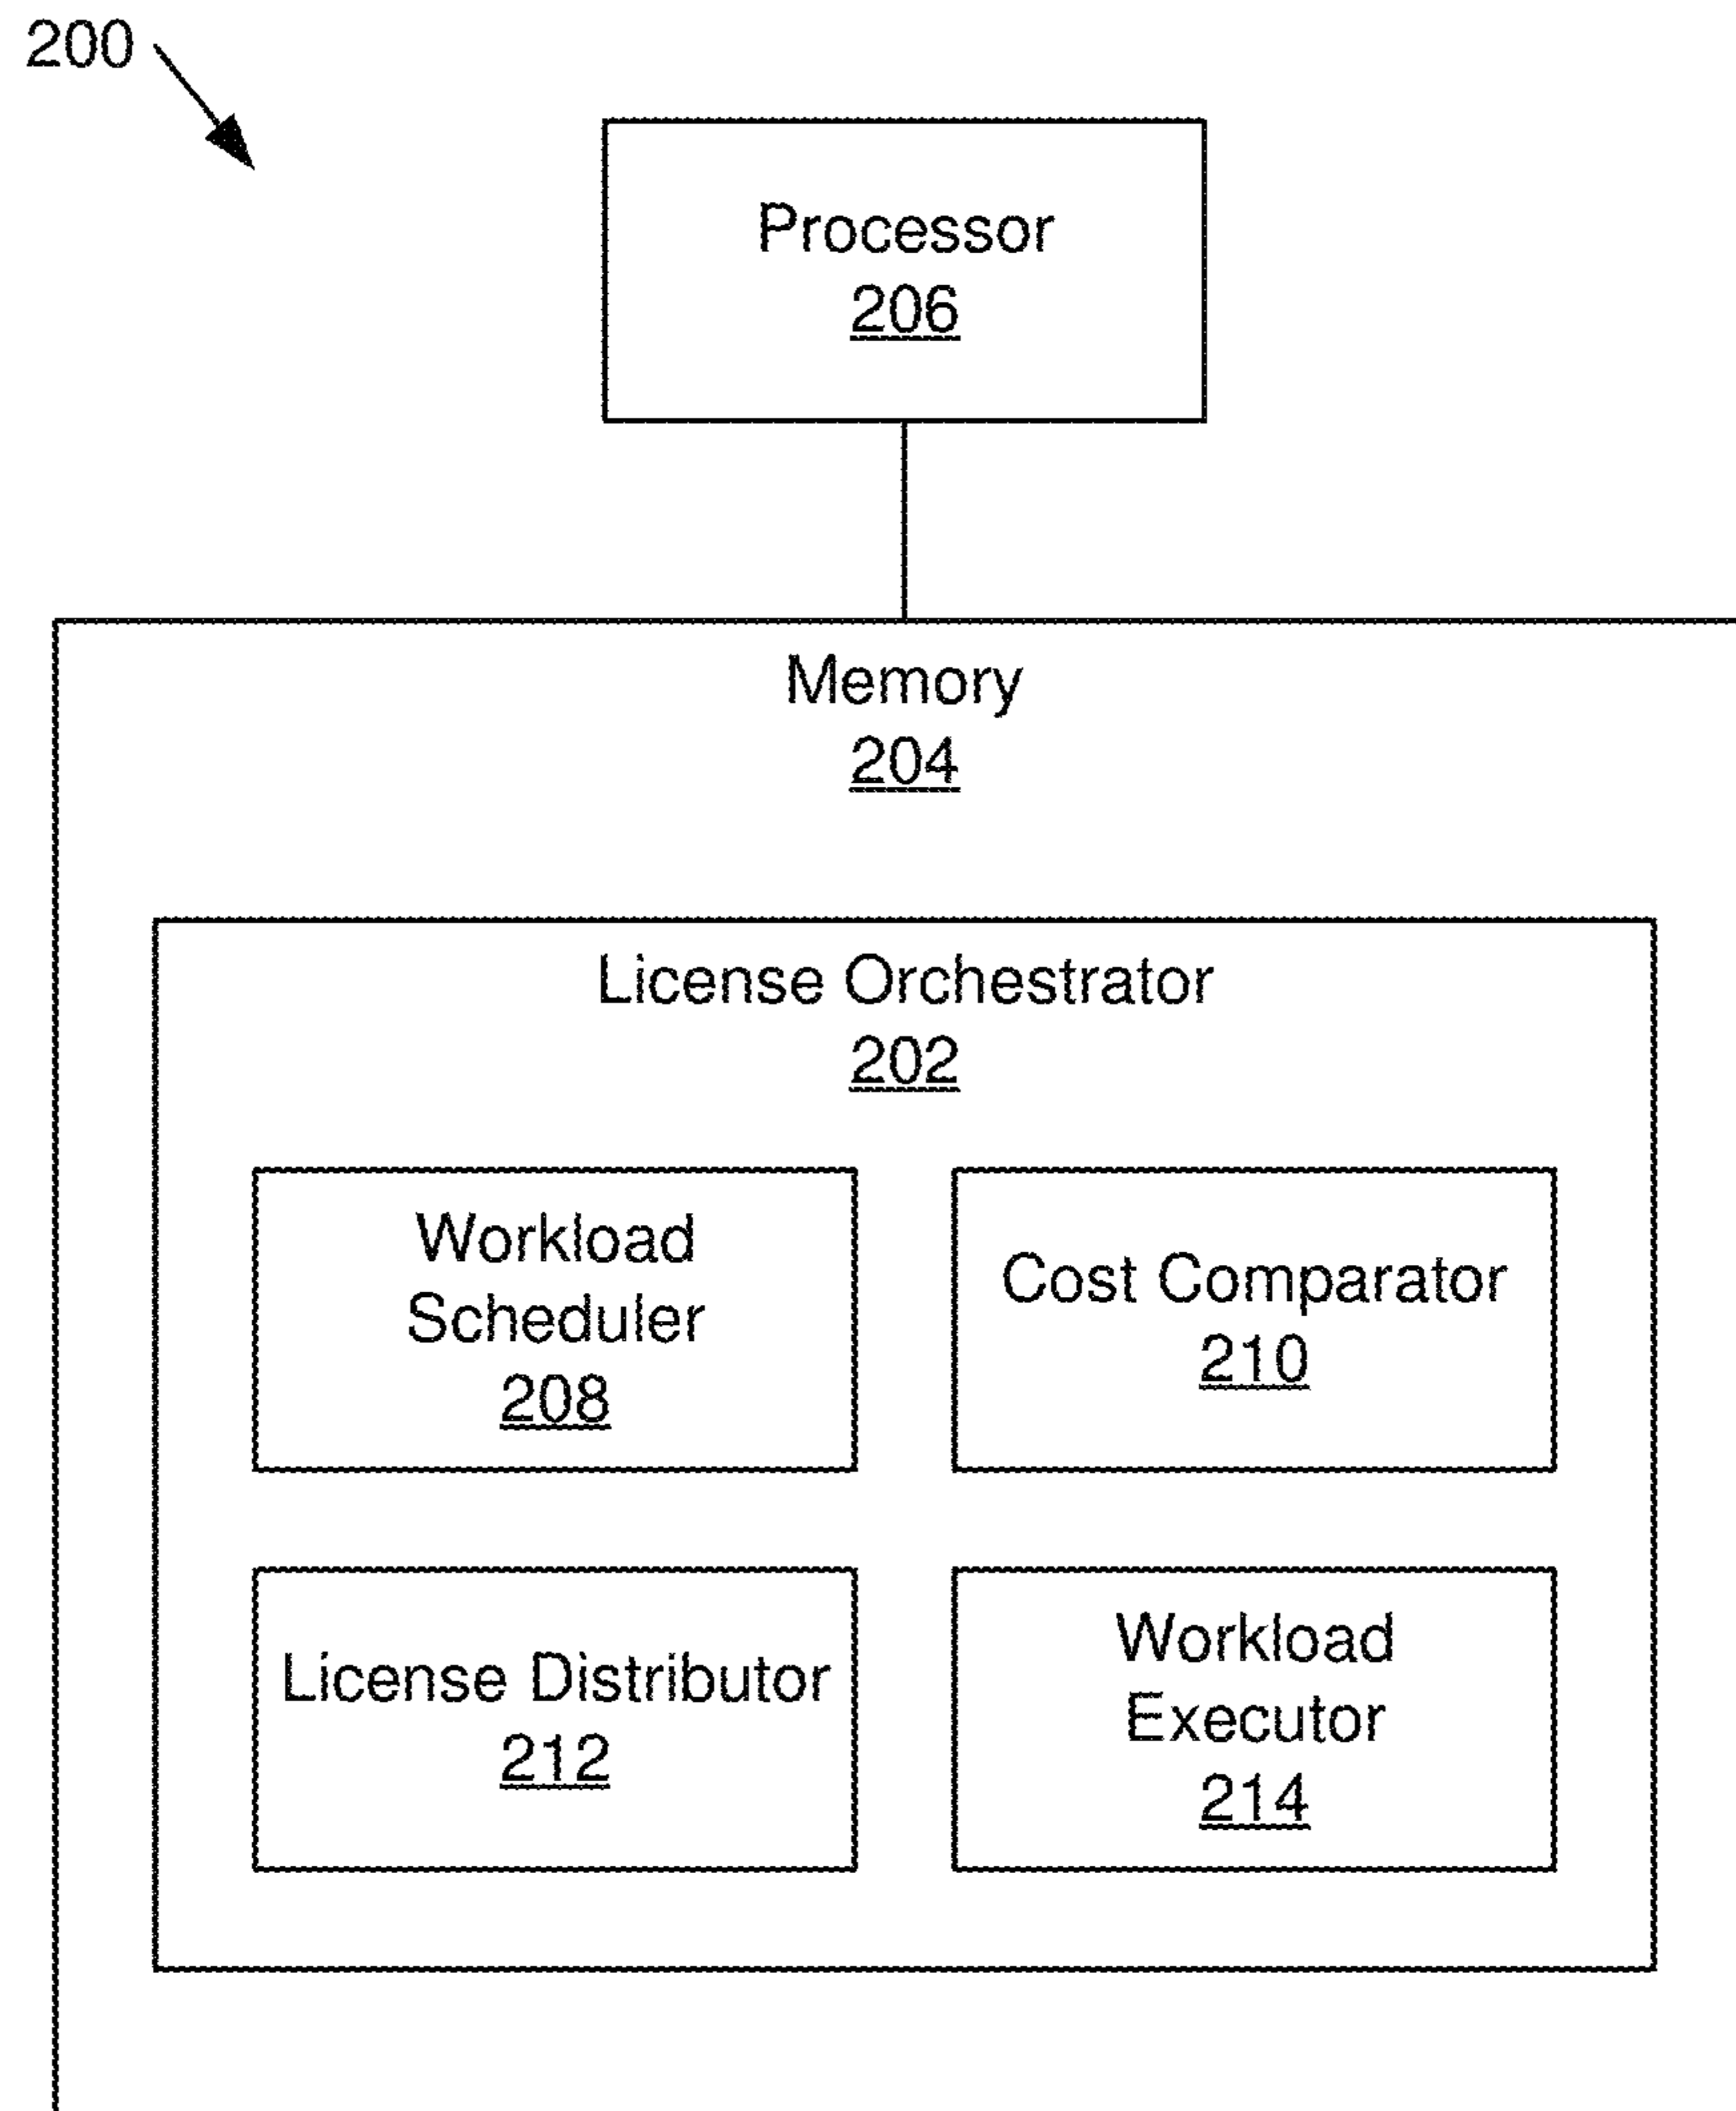 200
Processor
206
Memory
204
License Orchestrator
202
Workload
Scheduler
208
Cost Comparator
210
License Distributor
212
Workload
Executor
214